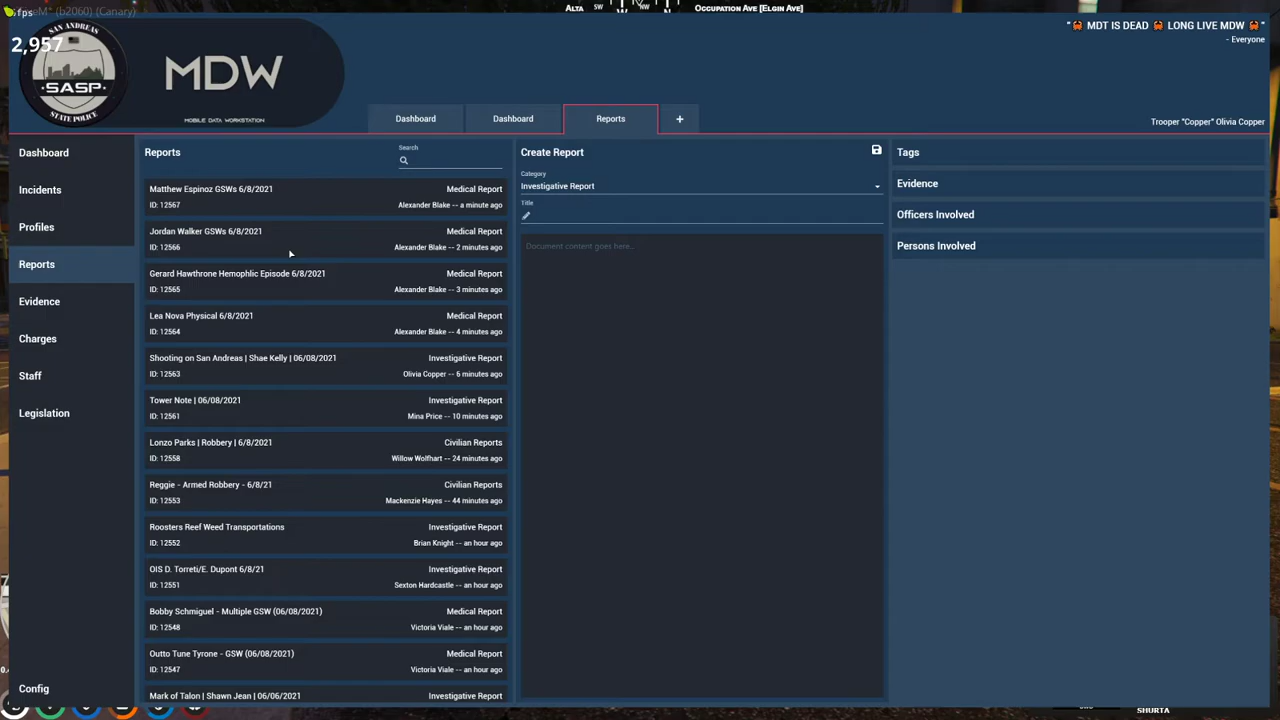 fps
eM° (b2060) (Canary)
2,957
ALTA SW NW OCCUPATION AVE [ELGIN AVE]
SAN ANDREAS
SASP
STATE POLICE
MDW
MOBILE DATA WORKSTATION
" MDT IS DEAD LONG LIVE MDW "
- Everyone
Dashboard
Dashboard
Reports
+
Trooper "Copper" Olivia Copper
Dashboard
Incidents
Profiles
Reports
Evidence
Charges
Staff
Legislation
Config
Reports
Search
Matthew Espinoz GSWs 6/8/2021 Medical Report
ID: 12567 Alexander Blake -- a minute ago
Jordan Walker GSWs 6/8/2021 Medical Report
ID: 12566 Alexander Blake -- 2 minutes ago
Gerard Hawthrone Hemophlic Episode 6/8/2021 Medical Report
ID: 12565 Alexander Blake -- 3 minutes ago
Lea Nova Physical 6/8/2021 Medical Report
ID: 12564 Alexander Blake -- 4 minutes ago
Shooting on San Andreas | Shae Kelly | 06/08/2021 Investigative Report
ID: 12563 Olivia Copper -- 6 minutes ago
Tower Note | 06/08/2021 Investigative Report
ID: 12561 Mina Price -- 10 minutes ago
Lonzo Parks | Robbery | 6/8/2021 Civilian Reports
ID: 12558 Willow Wolfhart -- 24 minutes ago
Reggie - Armed Robbery - 6/8/21 Civilian Reports
ID: 12553 Mackenzie Hayes -- 44 minutes ago
Roosters Reef Weed Transportations Investigative Report
ID: 12552 Brian Knight -- an hour ago
OIS D. Torreti/E. Dupont 6/8/21 Investigative Report
ID: 12551 Sexton Hardcastle -- an hour ago
Bobby Schmiguel - Multiple GSW (06/08/2021) Medical Report
ID: 12548 Victoria Viale -- an hour ago
Outto Tune Tyrone - GSW (06/08/2021) Medical Report
ID: 12547 Victoria Viale -- an hour ago
Mark of Talon | Shawn Jean | 06/06/2021 Investigative Report
Create Report
Category
Investigative Report
Title
Document content goes here...
Tags
Evidence
Officers Involved
Persons Involved
SHURTA